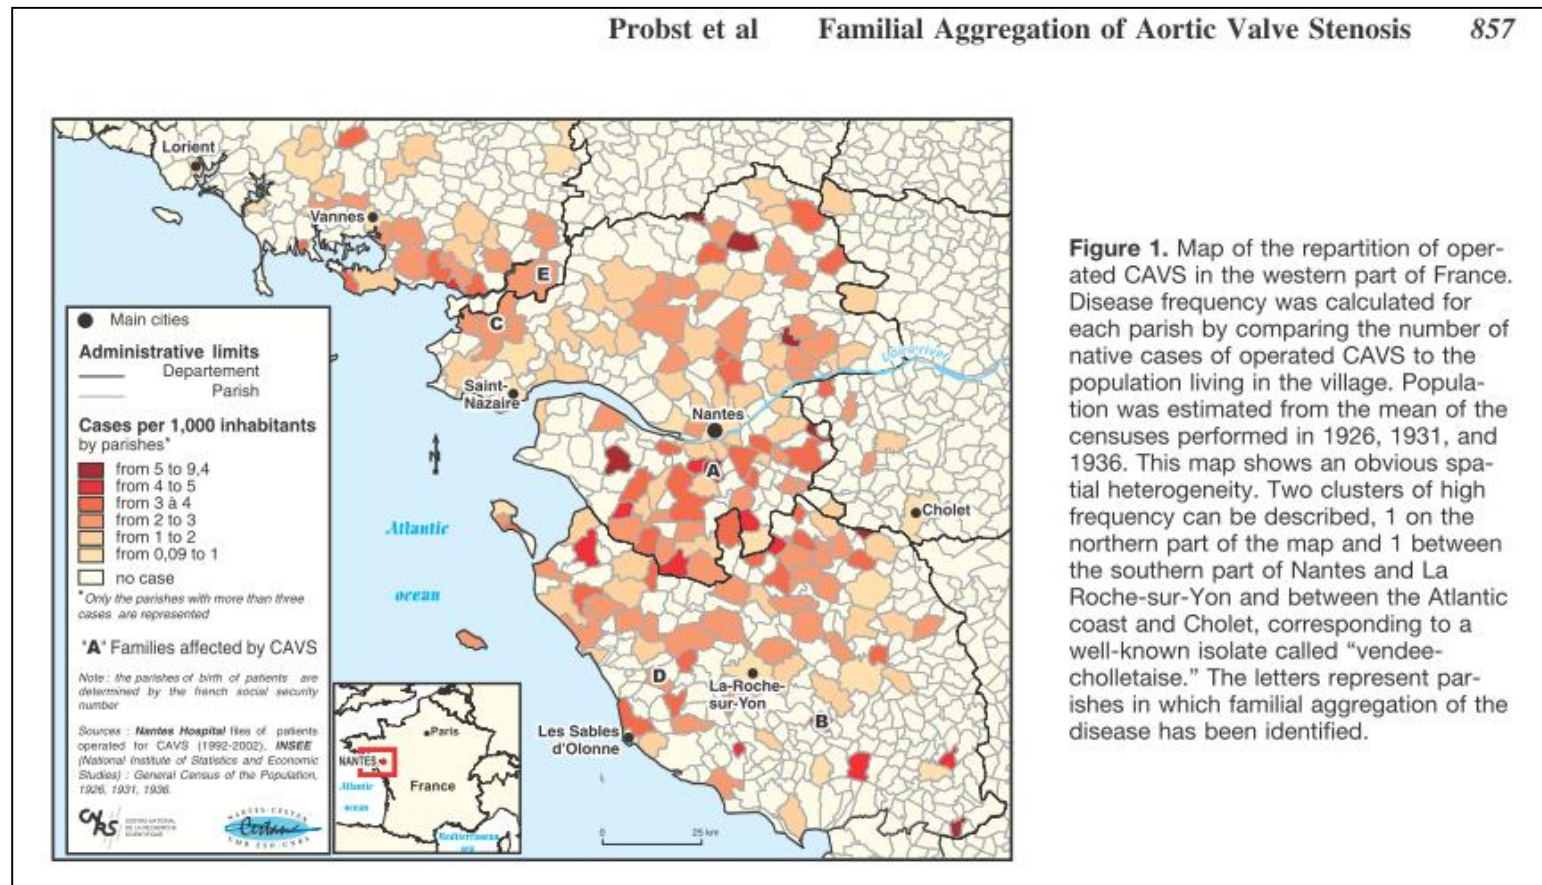 Probst et al Familial Aggregation of Aortic Valve Stenosis 857
Lorient
Vannes
E
C
Saint-
Nazaire
Loire river
Nantes
A
Cholet
Atlantic
ocean
D
La-Roche-
sur-Yon
B
Les Sables
d'Olonne
N
0 25 km
Main cities
Administrative limits
Departement
Parish
Cases per 1,000 inhabitants
by parishes*
from 5 to 9,4
from 4 to 5
from 3 à 4
from 2 to 3
from 1 to 2
from 0,09 to 1
no case
*Only the parishes with more than three
cases are represented
"A" Families affected by CAVS
Note : the parishes of birth of patients are
determined by the french social security
number
Sources : Nantes Hospital files of patients
operated for CAVS (1992-2002), INSEE
(National Institute of Statistics and Economic
Studies) : General Census of the Population,
1926, 1931, 1936.
CNRS
CENTRE NATIONAL
DE LA RECHERCHE
SCIENTIFIQUE
Paris
NANTES
France
Atlantic
ocean
Mediterranean
sea
Figure 1. Map of the repartition of oper-
ated CAVS in the western part of France.
Disease frequency was calculated for
each parish by comparing the number of
native cases of operated CAVS to the
population living in the village. Popula-
tion was estimated from the mean of the
censuses performed in 1926, 1931, and
1936. This map shows an obvious spa-
tial heterogeneity. Two clusters of high
frequency can be described, 1 on the
northern part of the map and 1 between
the southern part of Nantes and La
Roche-sur-Yon and between the Atlantic
coast and Cholet, corresponding to a
well-known isolate called “vendee-
cholletaise.” The letters represent par-
ishes in which familial aggregation of the
disease has been identified.